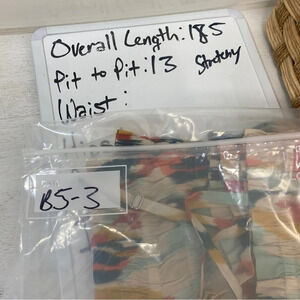 Overall Length: 18.5
Pit to Pit: 13 Stretchy
Waist:
B5-3